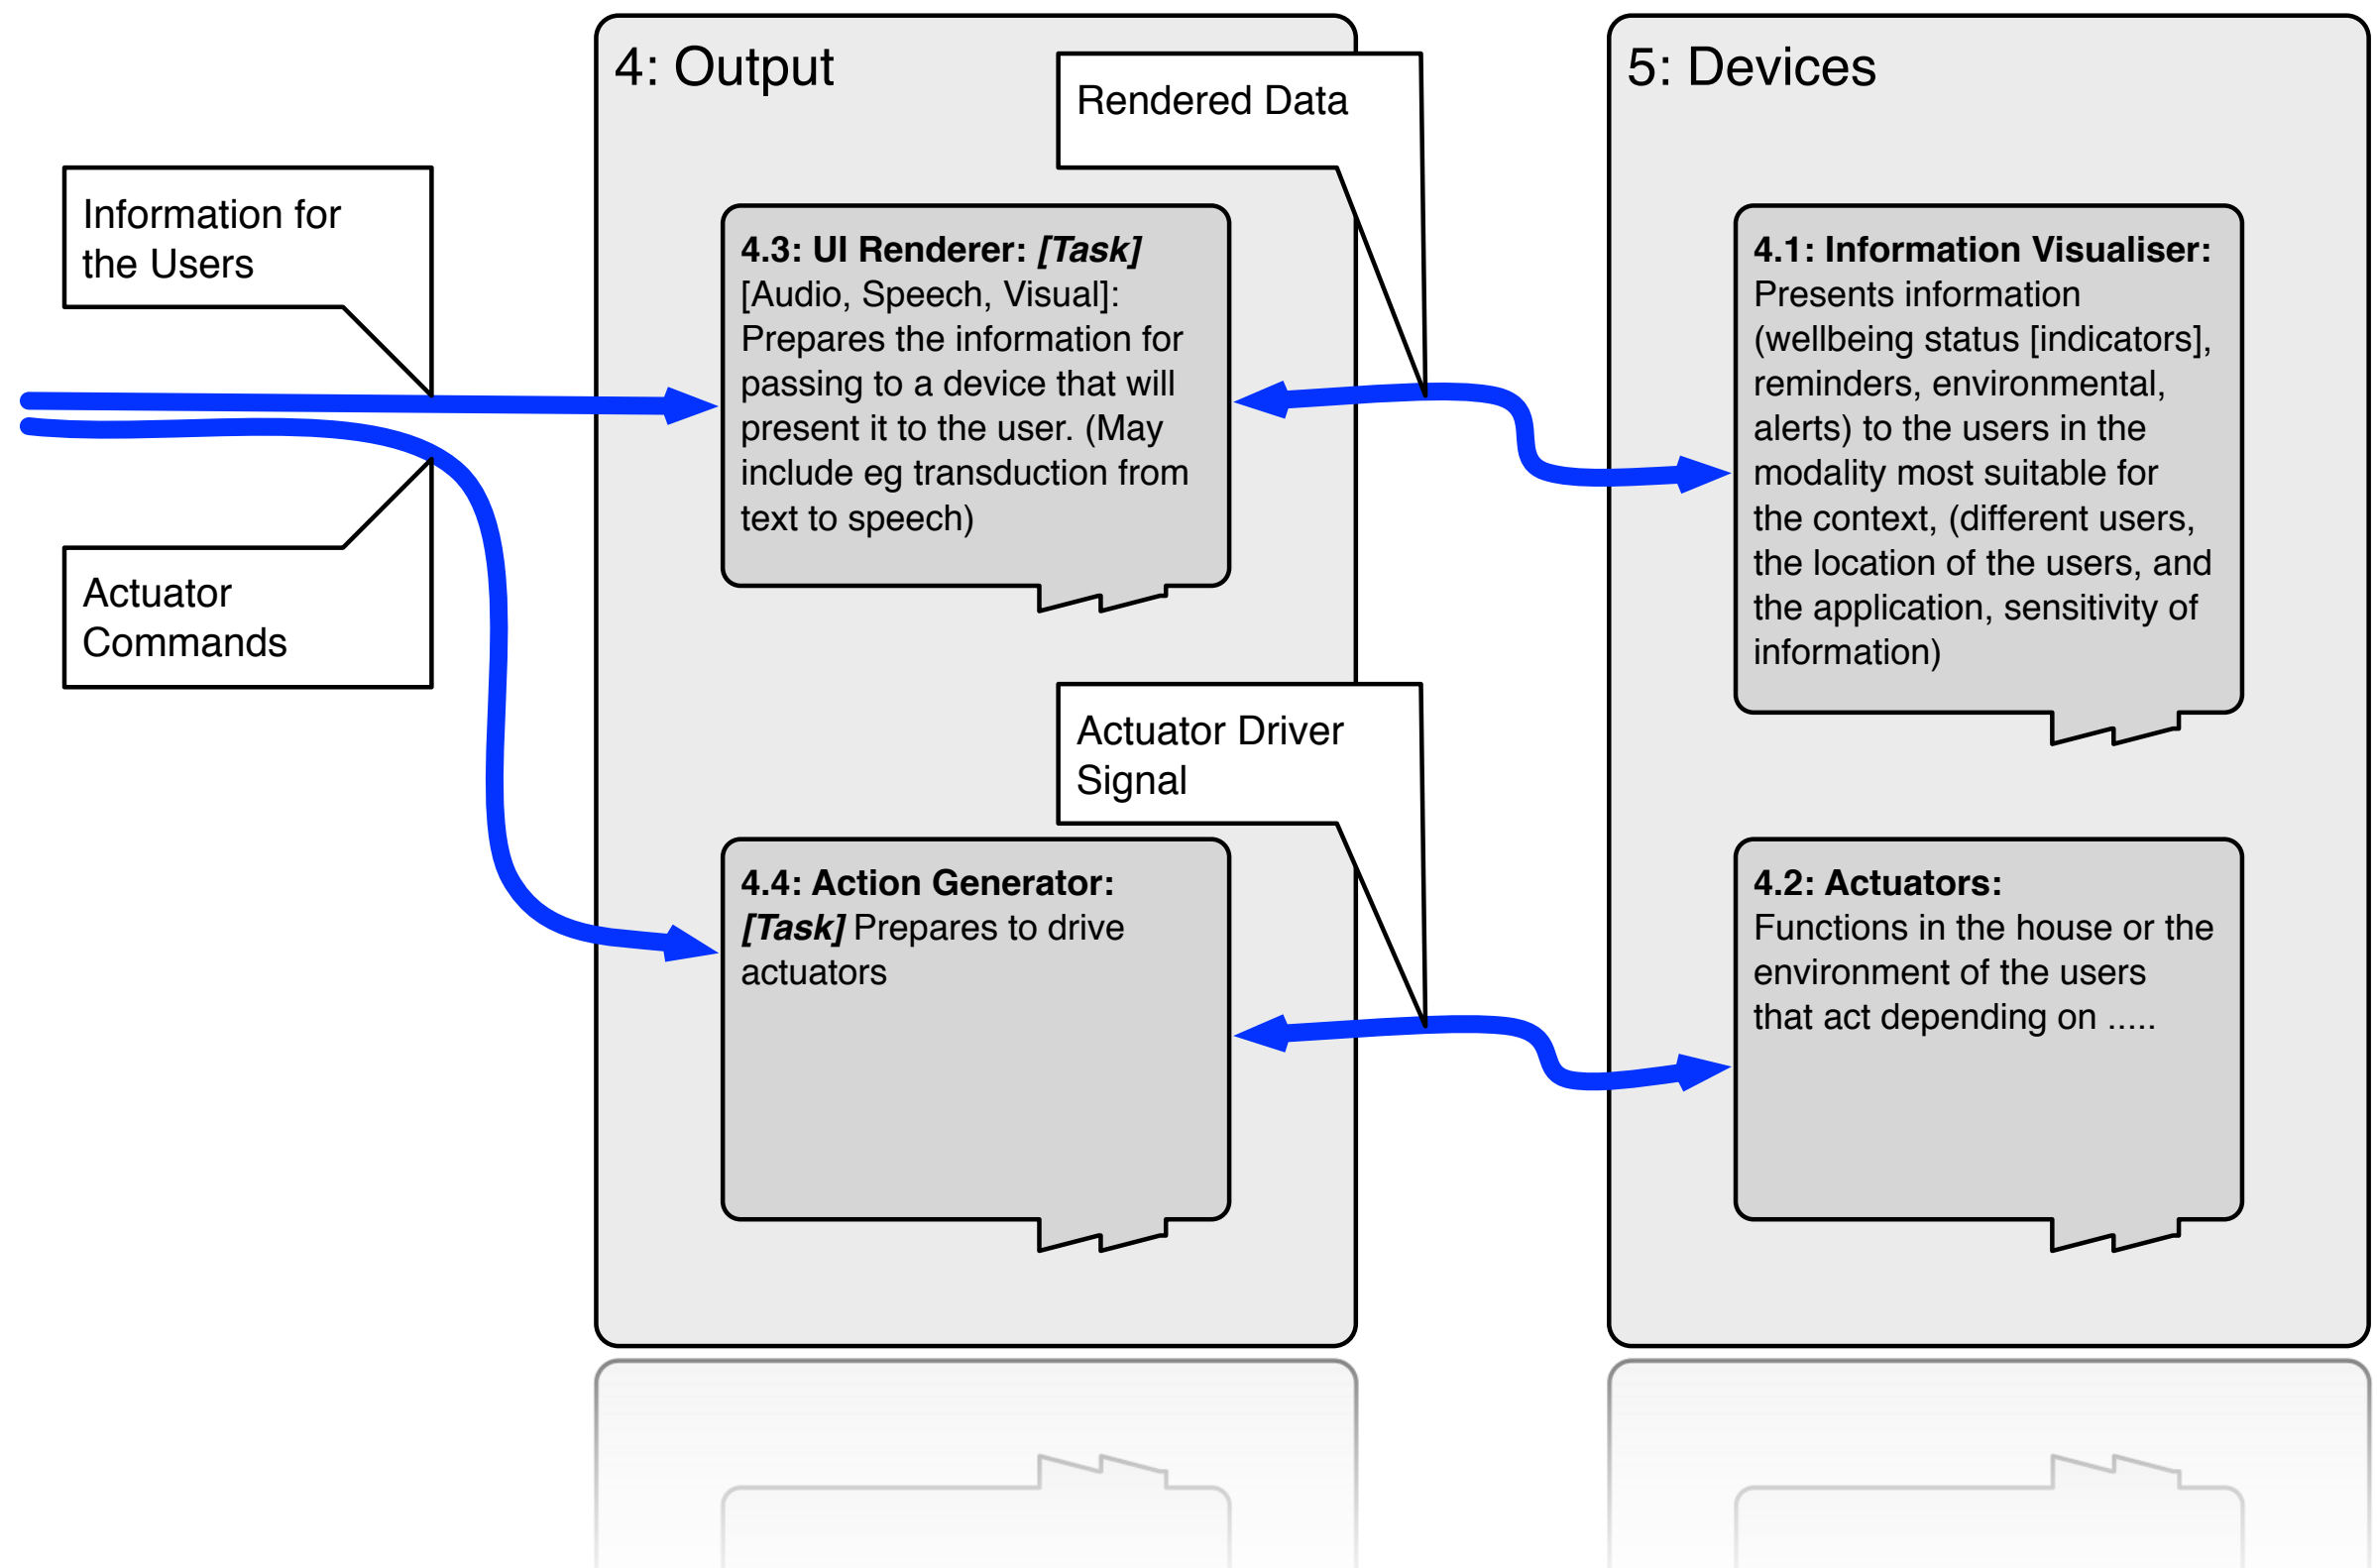 4: Output
5: Devices
Rendered Data
Information for
the Users
4.3: UI Renderer: [Task]
[Audio, Speech, Visual]:
Prepares the information for
passing to a device that will
present it to the user. (May
include eg transduction from
text to speech)
4.1: Information Visualiser:
Presents information
(wellbeing status [indicators],
reminders, environmental,
alerts) to the users in the
modality most suitable for
the context, (different users,
the location of the users, and
the application, sensitivity of
information)
Actuator
Commands
Actuator Driver
Signal
4.4: Action Generator:
[Task] Prepares to drive
actuators
4.2: Actuators:
Functions in the house or the
environment of the users
that act depending on .....